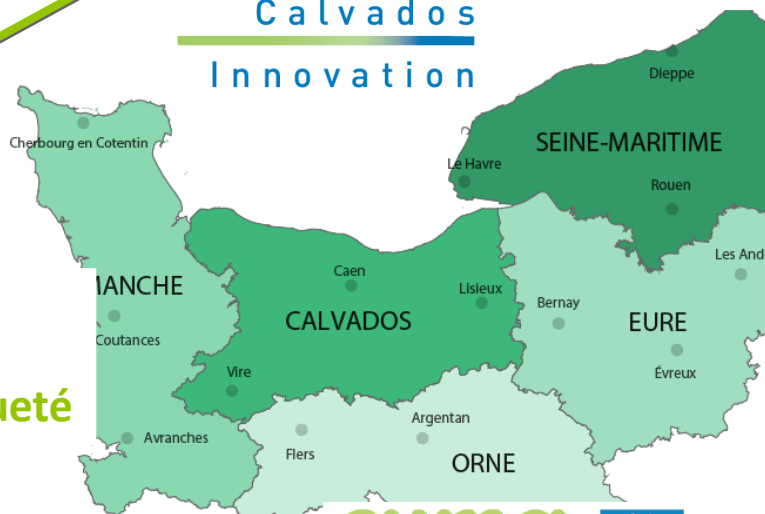 Calvados
Innovation
Dieppe
Cherbourg en Cotentin
SEINE-MARITIME
Le Havre
Rouen
Les And
Caen
MANCHE
Lisieux
Bernay
CALVADOS
EURE
Coutances
Vire
Évreux
ueté
Argentan
Avranches
Flers
ORNE